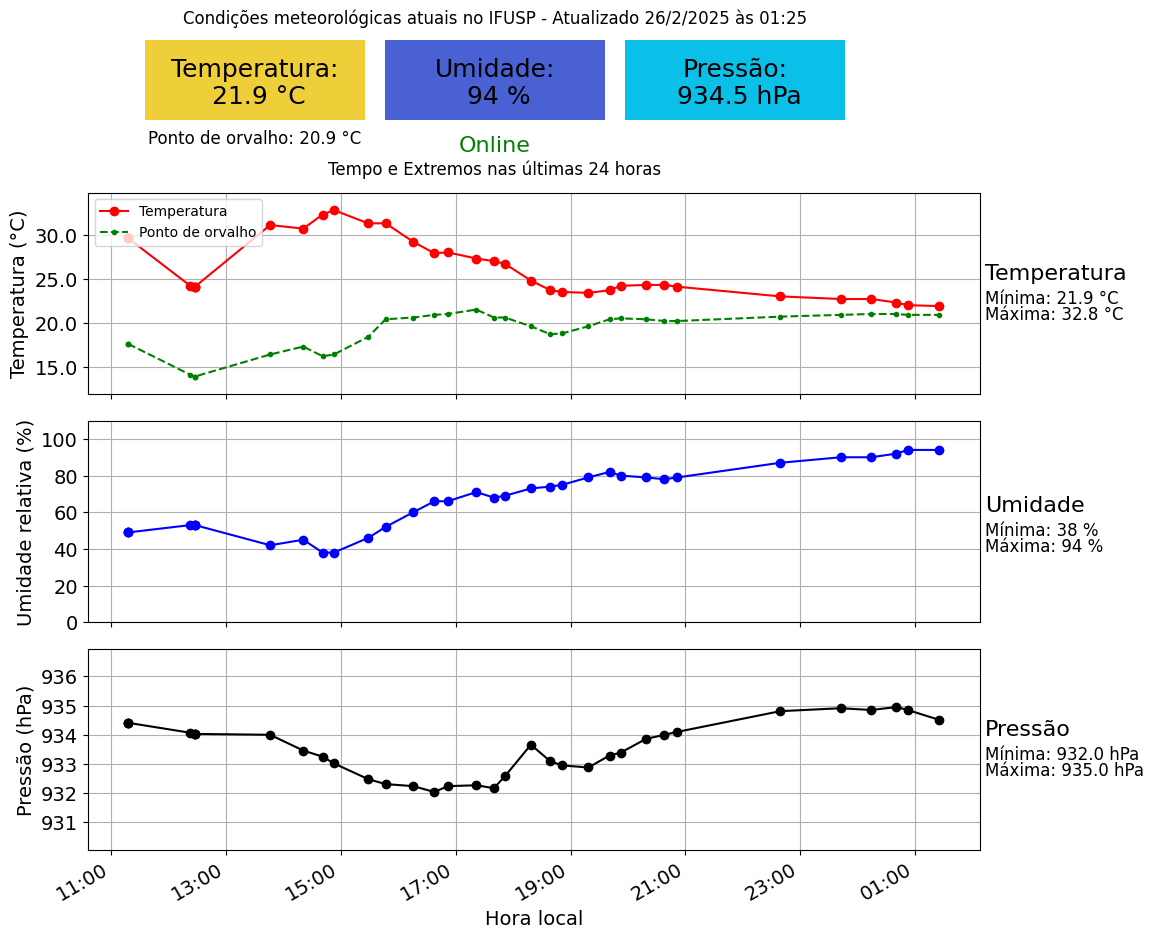 Condições meteorológicas atuais no IFUSP - Atualizado 26/2/2025 às 01:25
Temperatura:
21.9 °C
Umidade:
94 %
Pressão:
934.5 hPa
Ponto de orvalho: 20.9 °C
Online
Tempo e Extremos nas últimas 24 horas
Temperatura (°C)
30.0
25.0
20.0
15.0
Temperatura
Ponto de orvalho
Temperatura
Mínima: 21.9 °C
Máxima: 32.8 °C
Umidade relativa (%)
100
80
60
40
20
0
Umidade
Mínima: 38 %
Máxima: 94 %
Pressão (hPa)
936
935
934
933
932
931
Pressão
Mínima: 932.0 hPa
Máxima: 935.0 hPa
11:00
13:00
15:00
17:00
19:00
21:00
23:00
01:00
Hora local